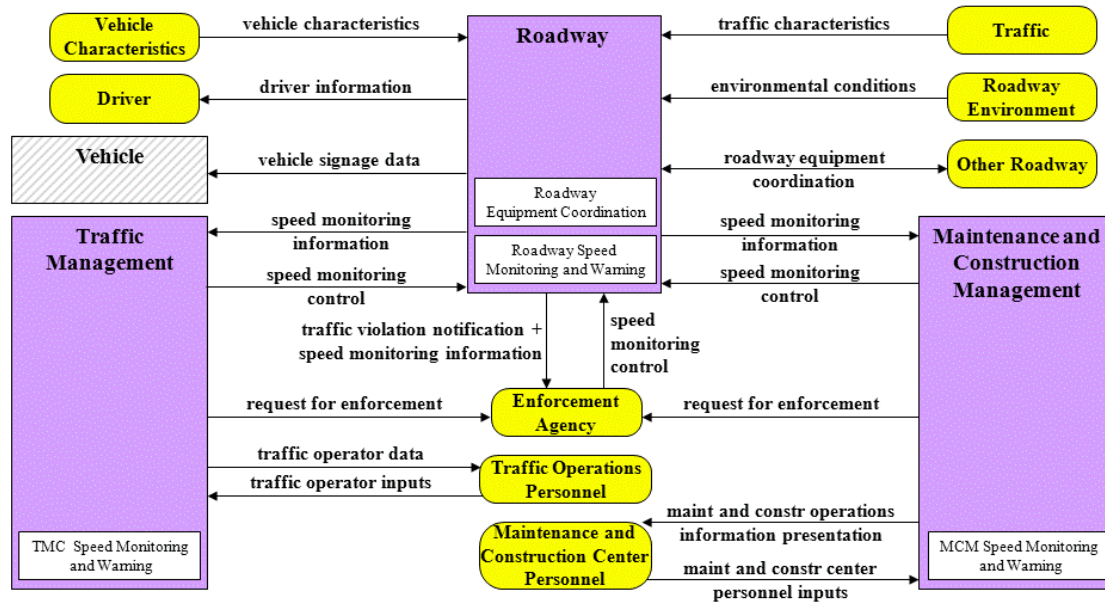 Vehicle
Characteristics
vehicle characteristics
Roadway
traffic characteristics
Traffic
Driver
driver information
environmental conditions
Roadway
Environment
Vehicle
vehicle signage data
roadway equipment
coordination
Other Roadway
Roadway
Equipment Coordination
Roadway Speed
Monitoring and Warning
Traffic
Management
speed monitoring
information
speed monitoring
control
speed monitoring
information
speed monitoring
control
Maintenance and
Construction
Management
traffic violation notification +
speed monitoring information
speed
monitoring
control
request for enforcement
Enforcement
Agency
request for enforcement
traffic operator data
traffic operator inputs
Traffic Operations
Personnel
TMC Speed Monitoring
and Warning
Maintenance and
Construction Center
Personnel
maint and constr operations
information presentation
maint and constr center
personnel inputs
MCM Speed Monitoring
and Warning